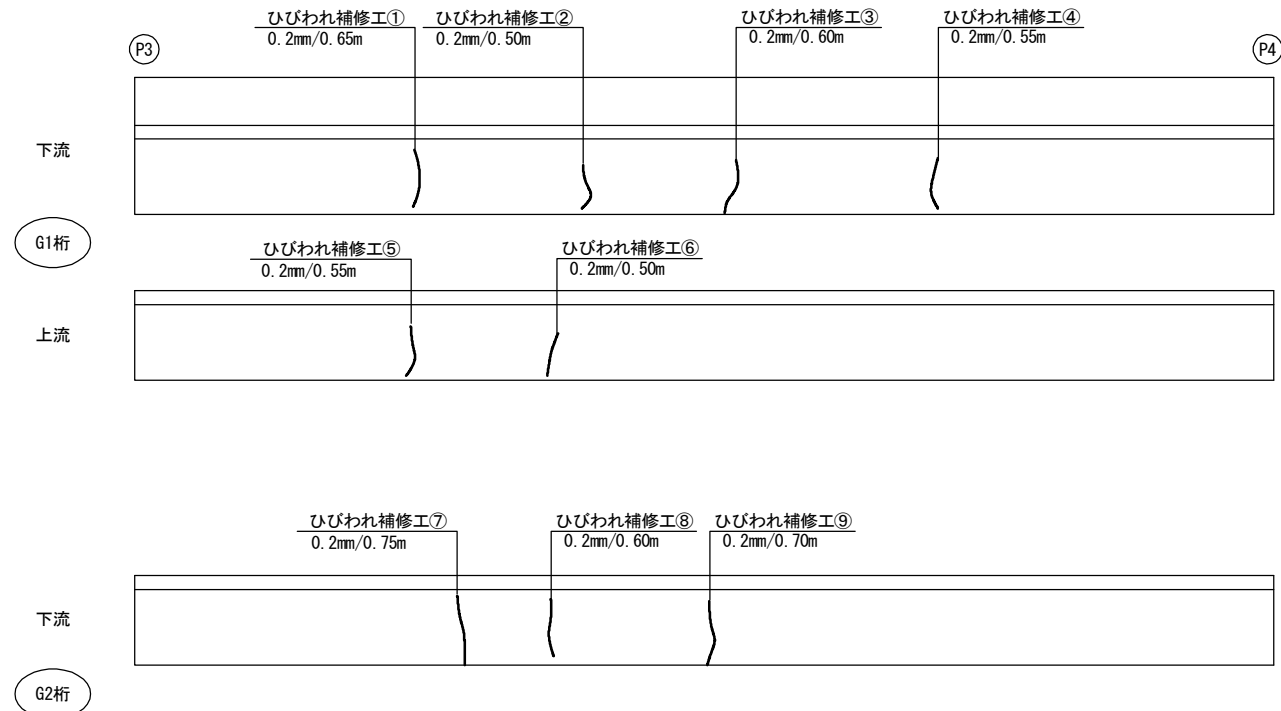 ひびわれ補修工①
0.2mm/0.65m
ひびわれ補修工②
0.2mm/0.50m
ひびわれ補修工③
0.2mm/0.60m
ひびわれ補修工④
0.2mm/0.55m
P3
P4
下流
G1桁
ひびわれ補修工⑤
0.2mm/0.55m
ひびわれ補修工⑥
0.2mm/0.50m
上流
ひびわれ補修工⑦
0.2mm/0.75m
ひびわれ補修工⑧
0.2mm/0.60m
ひびわれ補修工⑨
0.2mm/0.70m
下流
G2桁